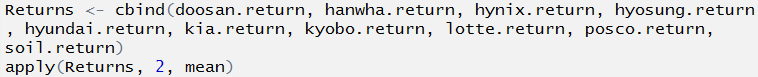 Returns <- cbind(doosan.return, hanwha.return, hynix.return, hyosung.return
, hyundai.return, kia.return, kyobo.return, lotte.return, posco.return,
soil.return)
apply(Returns, 2, mean)